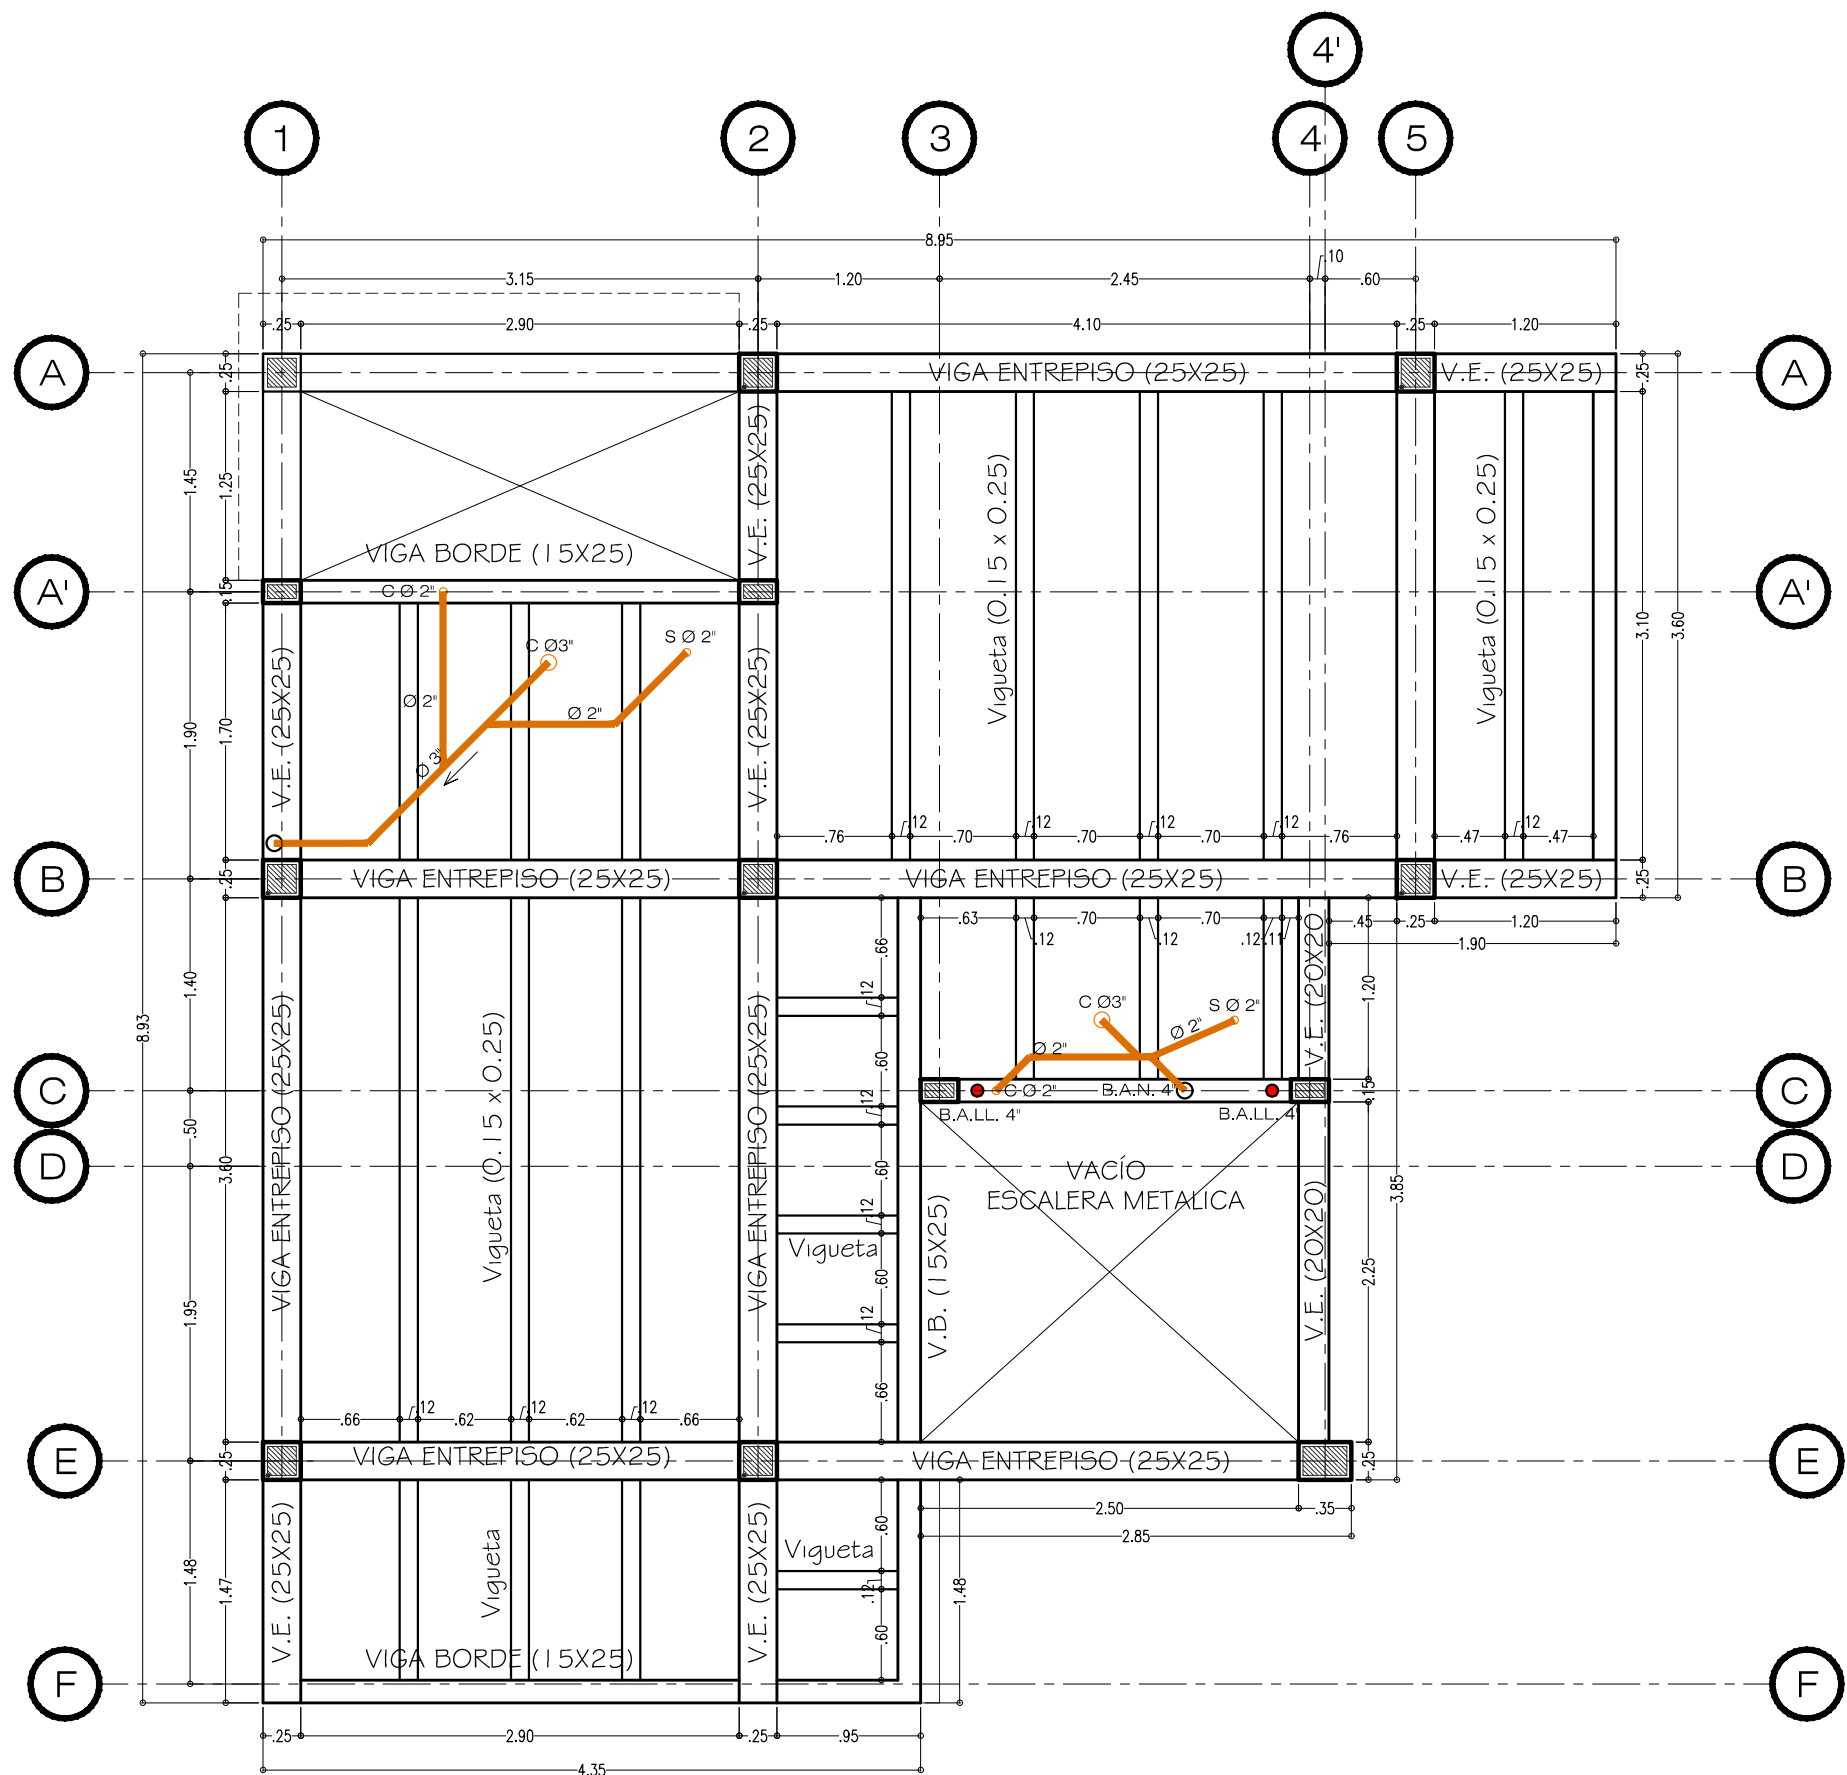 4'
1
2
3
4
5
8.95
3.15
1.20
2.45
.10
.60
.25
2.90
.25
4.10
.25
1.20
A
VIGA ENTREPISO (25X25)
V.E. (25X25)
A
.25
.25
1.45
1.25
V.E. (25X25)
Vigueta (0.15 x 0.25)
Vigueta (0.15 x 0.25)
3.10
3.60
VIGA BORDE (15X25)
A'
.15
C Ø 2"
A'
C Ø3"
S Ø 2"
V.E. (25X25)
V.E. (25X25)
Ø 2"
Ø 2"
Ø 3"
1.90
1.70
.76
.12
.70
.12
.70
.12
.70
.12
.76
.47
.12
.47
B
.25
VIGA ENTREPISO (25X25)
VIGA ENTREPISO (25X25)
V.E. (25X25)
.25
B
.63
.12
.70
.12
.70
.12
.11
.45
.25
1.20
1.90
8.93
1.40
3.60
VIGA ENTREPISO (25X25)
Vigueta (0.15 x 0.25)
VIGA ENTREPISO (25X25)
.66
.12
.60
.12
.60
.12
.60
.12
.66
V.E. (20X20
1.20
C Ø3"
S Ø 2"
Ø 2"
Ø 2"
C
C Ø 2"
B.A.N. 4"
.15
C
B.A.LL. 4"
B.A.LL. 4"
.50
D
VACÍO
ESCALERA METALICA
D
3.85
Vigueta
V.B. (15X25)
V.E. (20X20)
2.25
1.95
.66
.12
.62
.12
.62
.12
.66
E
.25
VIGA ENTREPISO (25X25)
VIGA ENTREPISO (25X25)
.25
E
2.50
.35
2.85
1.48
1.47
V.E. (25X25)
Vigueta
V.E. (25X25)
Vigueta
.60
.12
.60
1.48
VIGA BORDE (15X25)
F
F
.25
2.90
.25
.95
4.35